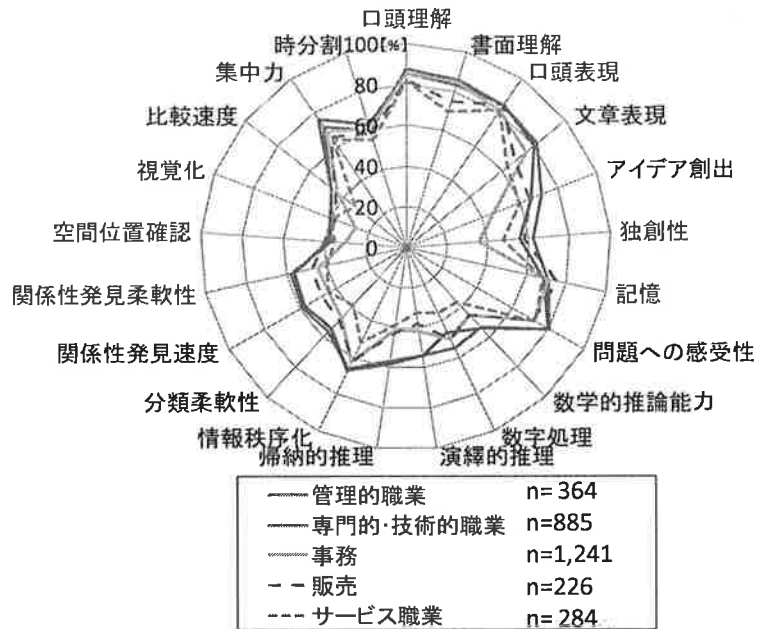 口頭理解
書面理解
口頭表現
文章表現
アイデア創出
独創性
記憶
問題への感受性
数学的推論能力
数字処理
演繹的推理
帰納的推理
情報秩序化
分類柔軟性
関係性発見速度
関係性発見柔軟性
空間位置確認
視覚化
比較速度
集中力
時分割
100[%]
80
60
40
20
0
管理的職業 n= 364
専門的・技術的職業 n=885
事務 n=1,241
販売 n=226
サービス職業 n= 284